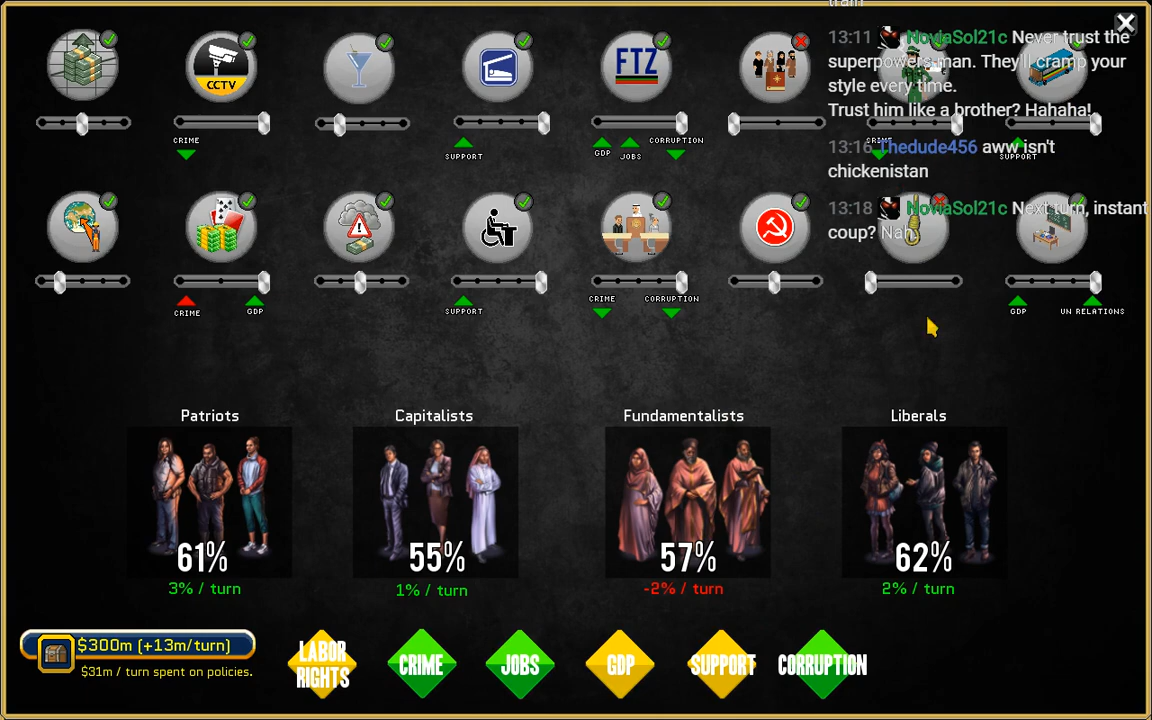 13:11 NoviaSol21c Never trust the
superpowers man. They'll cramp your
style every time.
Trust him like a brother? Hahaha!
13:16 Thedude456 aww isn't
chickenistan
13:18 NoviaSol21c Next turn, instant
coup? Nah.
CCTV
FTZ
CRIME
SUPPORT
GDP
JOBS
CORRUPTION
CRIME
SUPPORT
CRIME
GDP
SUPPORT
CRIME
CORRUPTION
GDP
UN RELATIONS
Patriots
Capitalists
Fundamentalists
Liberals
61%
55%
57%
62%
3% / turn
1% / turn
-2% / turn
2% / turn
$300m (+13m/turn)
$31m / turn spent on policies.
LABOR
RIGHTS
CRIME
JOBS
GDP
SUPPORT
CORRUPTION